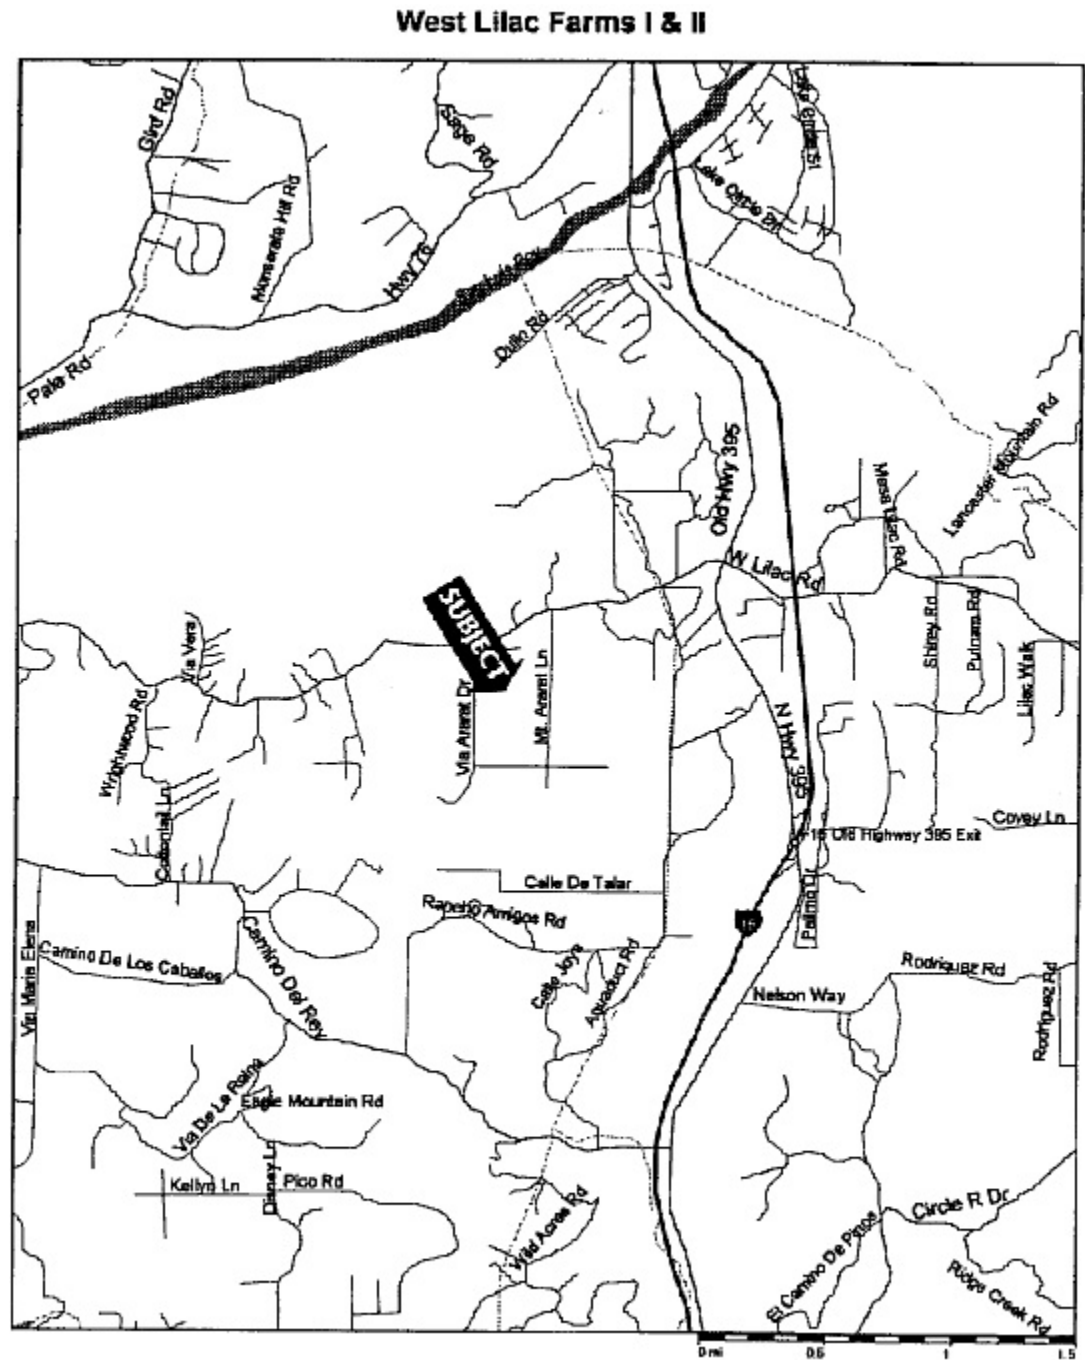 West Lilac Farms I & II
Gird Rd
Sage Rd
Lake Circle St
Lake Circle Dr
Monserate Hill Rd
Hwy 76
Dulin Rd
Pala Rd
Old Hwy 395
Lancaster Mountain Rd
Mesa Lilac Rd
W Lilac Rd
SUBJECT
Via Vera
Shirey Rd
Putnam Rd
Lilac Walk
Wrightwood Rd
Via Ararat Dr
Mt. Ararat Ln
N Hwy 395
Covey Ln
I-15 Old Highway 395 Exit
Calle De Talar
Rancho Amigos Rd
Palmo Dr
15
Via Maria Elena
Camino De Los Caballos
Camino Del Rey
Calle Joya
Aquaduct Rd
Rodriguez Rd
Nelson Way
Rodriguez Rd
Via De La Reina
Eagle Mountain Rd
Disney Ln
Kellyn Ln
Pico Rd
Wild Acres Rd
Circle R Dr
El Camino De Pinos
Ridge Creek Rd
0 mi 0.5 1 1.5